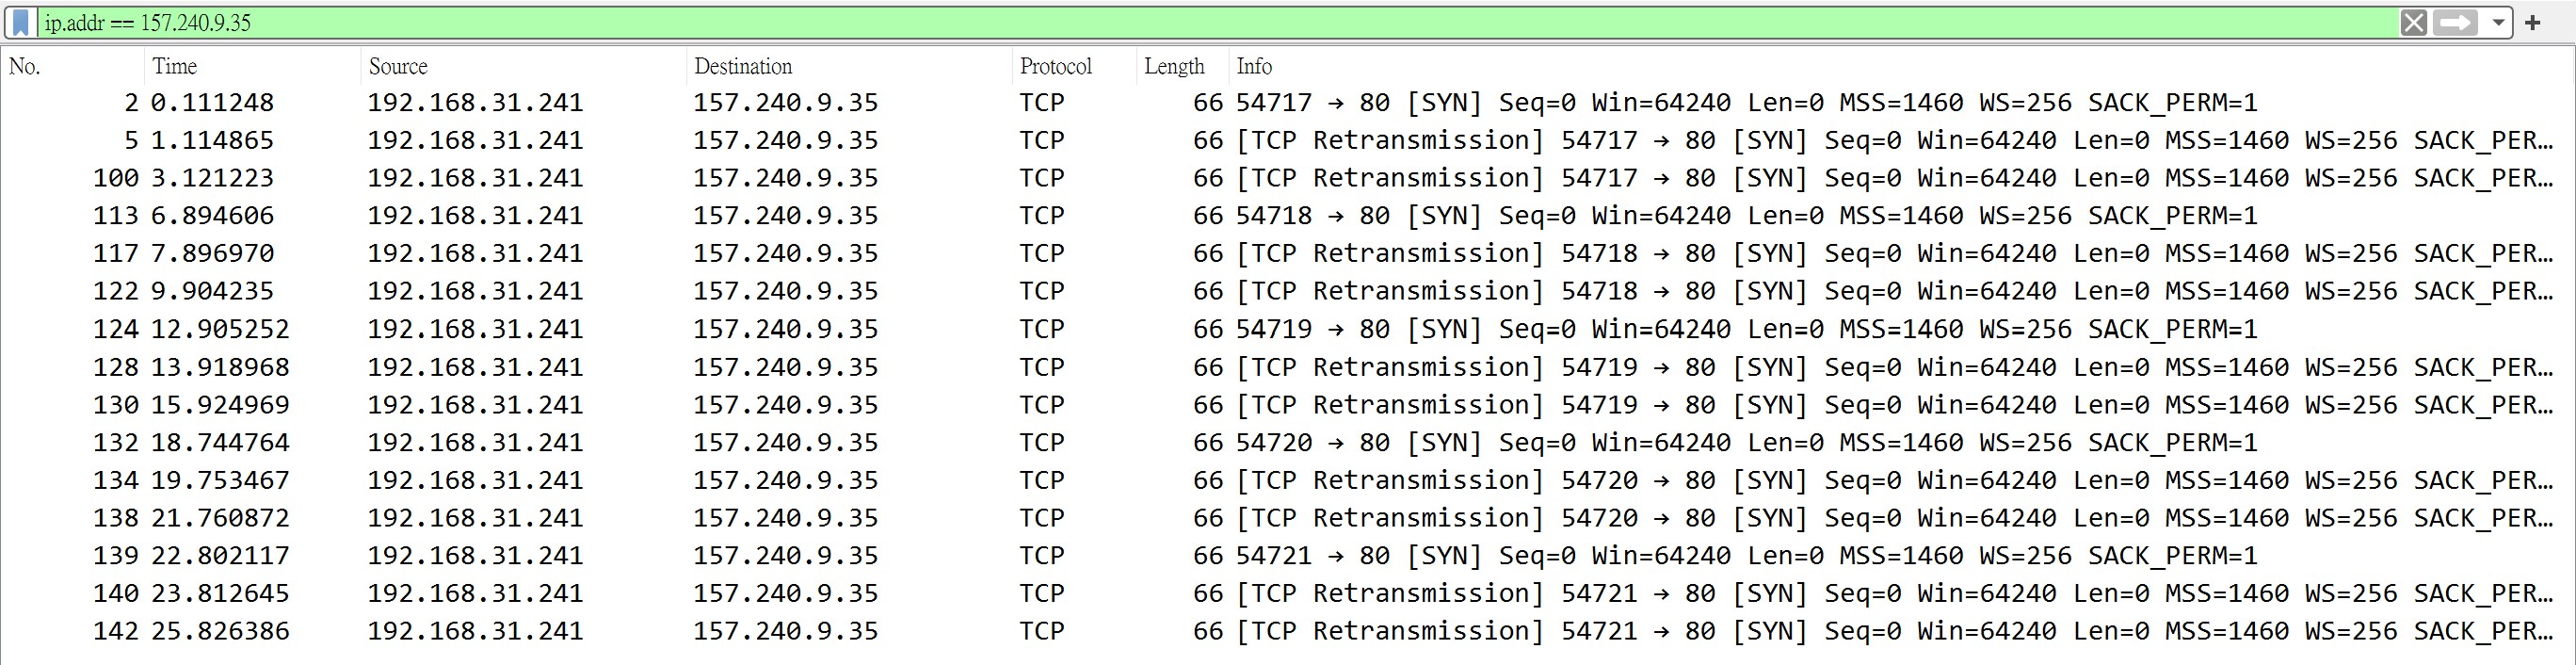 ip.addr == 157.240.9.35
No. Time Source Destination Protocol Length Info
2 0.111248 192.168.31.241 157.240.9.35 TCP 66 54717 → 80 [SYN] Seq=0 Win=64240 Len=0 MSS=1460 WS=256 SACK_PERM=1
5 1.114865 192.168.31.241 157.240.9.35 TCP 66 [TCP Retransmission] 54717 → 80 [SYN] Seq=0 Win=64240 Len=0 MSS=1460 WS=256 SACK_PER…
100 3.121223 192.168.31.241 157.240.9.35 TCP 66 [TCP Retransmission] 54717 → 80 [SYN] Seq=0 Win=64240 Len=0 MSS=1460 WS=256 SACK_PER…
113 6.894606 192.168.31.241 157.240.9.35 TCP 66 54718 → 80 [SYN] Seq=0 Win=64240 Len=0 MSS=1460 WS=256 SACK_PERM=1
117 7.896970 192.168.31.241 157.240.9.35 TCP 66 [TCP Retransmission] 54718 → 80 [SYN] Seq=0 Win=64240 Len=0 MSS=1460 WS=256 SACK_PER…
122 9.904235 192.168.31.241 157.240.9.35 TCP 66 [TCP Retransmission] 54718 → 80 [SYN] Seq=0 Win=64240 Len=0 MSS=1460 WS=256 SACK_PER…
124 12.905252 192.168.31.241 157.240.9.35 TCP 66 54719 → 80 [SYN] Seq=0 Win=64240 Len=0 MSS=1460 WS=256 SACK_PERM=1
128 13.918968 192.168.31.241 157.240.9.35 TCP 66 [TCP Retransmission] 54719 → 80 [SYN] Seq=0 Win=64240 Len=0 MSS=1460 WS=256 SACK_PER…
130 15.924969 192.168.31.241 157.240.9.35 TCP 66 [TCP Retransmission] 54719 → 80 [SYN] Seq=0 Win=64240 Len=0 MSS=1460 WS=256 SACK_PER…
132 18.744764 192.168.31.241 157.240.9.35 TCP 66 54720 → 80 [SYN] Seq=0 Win=64240 Len=0 MSS=1460 WS=256 SACK_PERM=1
134 19.753467 192.168.31.241 157.240.9.35 TCP 66 [TCP Retransmission] 54720 → 80 [SYN] Seq=0 Win=64240 Len=0 MSS=1460 WS=256 SACK_PER…
138 21.760872 192.168.31.241 157.240.9.35 TCP 66 [TCP Retransmission] 54720 → 80 [SYN] Seq=0 Win=64240 Len=0 MSS=1460 WS=256 SACK_PER…
139 22.802117 192.168.31.241 157.240.9.35 TCP 66 54721 → 80 [SYN] Seq=0 Win=64240 Len=0 MSS=1460 WS=256 SACK_PERM=1
140 23.812645 192.168.31.241 157.240.9.35 TCP 66 [TCP Retransmission] 54721 → 80 [SYN] Seq=0 Win=64240 Len=0 MSS=1460 WS=256 SACK_PER…
142 25.826386 192.168.31.241 157.240.9.35 TCP 66 [TCP Retransmission] 54721 → 80 [SYN] Seq=0 Win=64240 Len=0 MSS=1460 WS=256 SACK_PER…